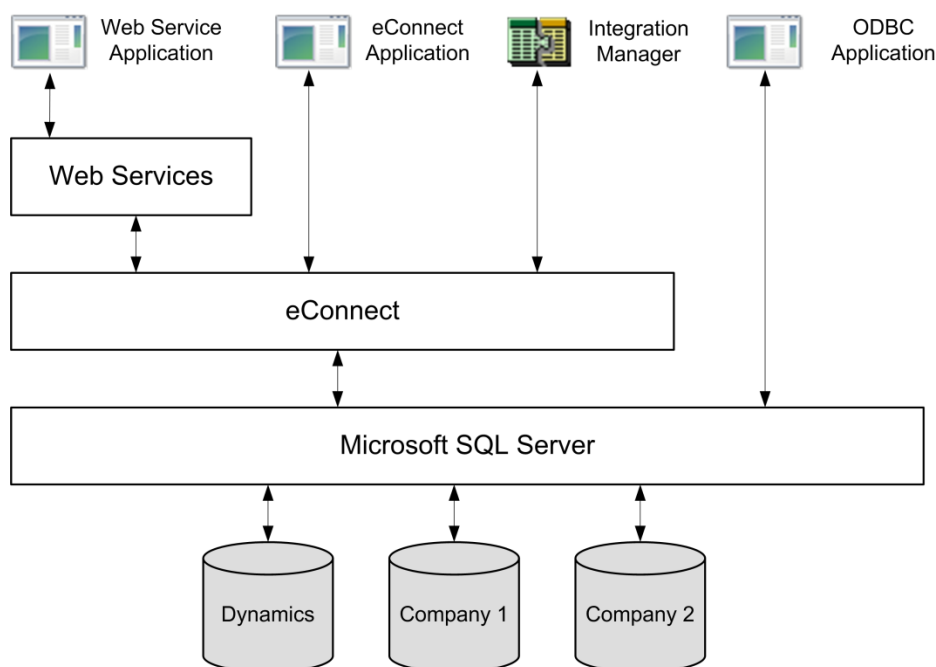 Web Service
Application
eConnect
Application
Integration
Manager
ODBC
Application
Web Services
eConnect
Microsoft SQL Server
Dynamics
Company 1
Company 2